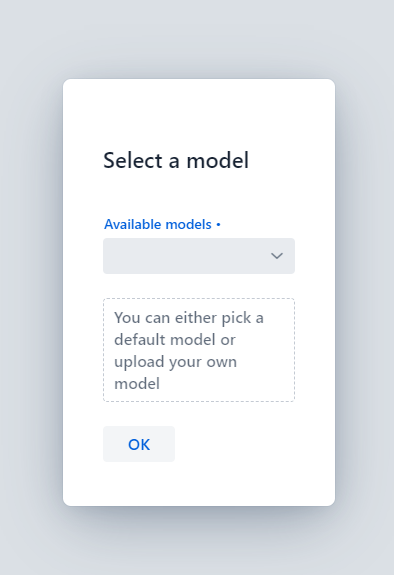 Select a model
Available models •
You can either pick a
default model or
upload your own
model
OK